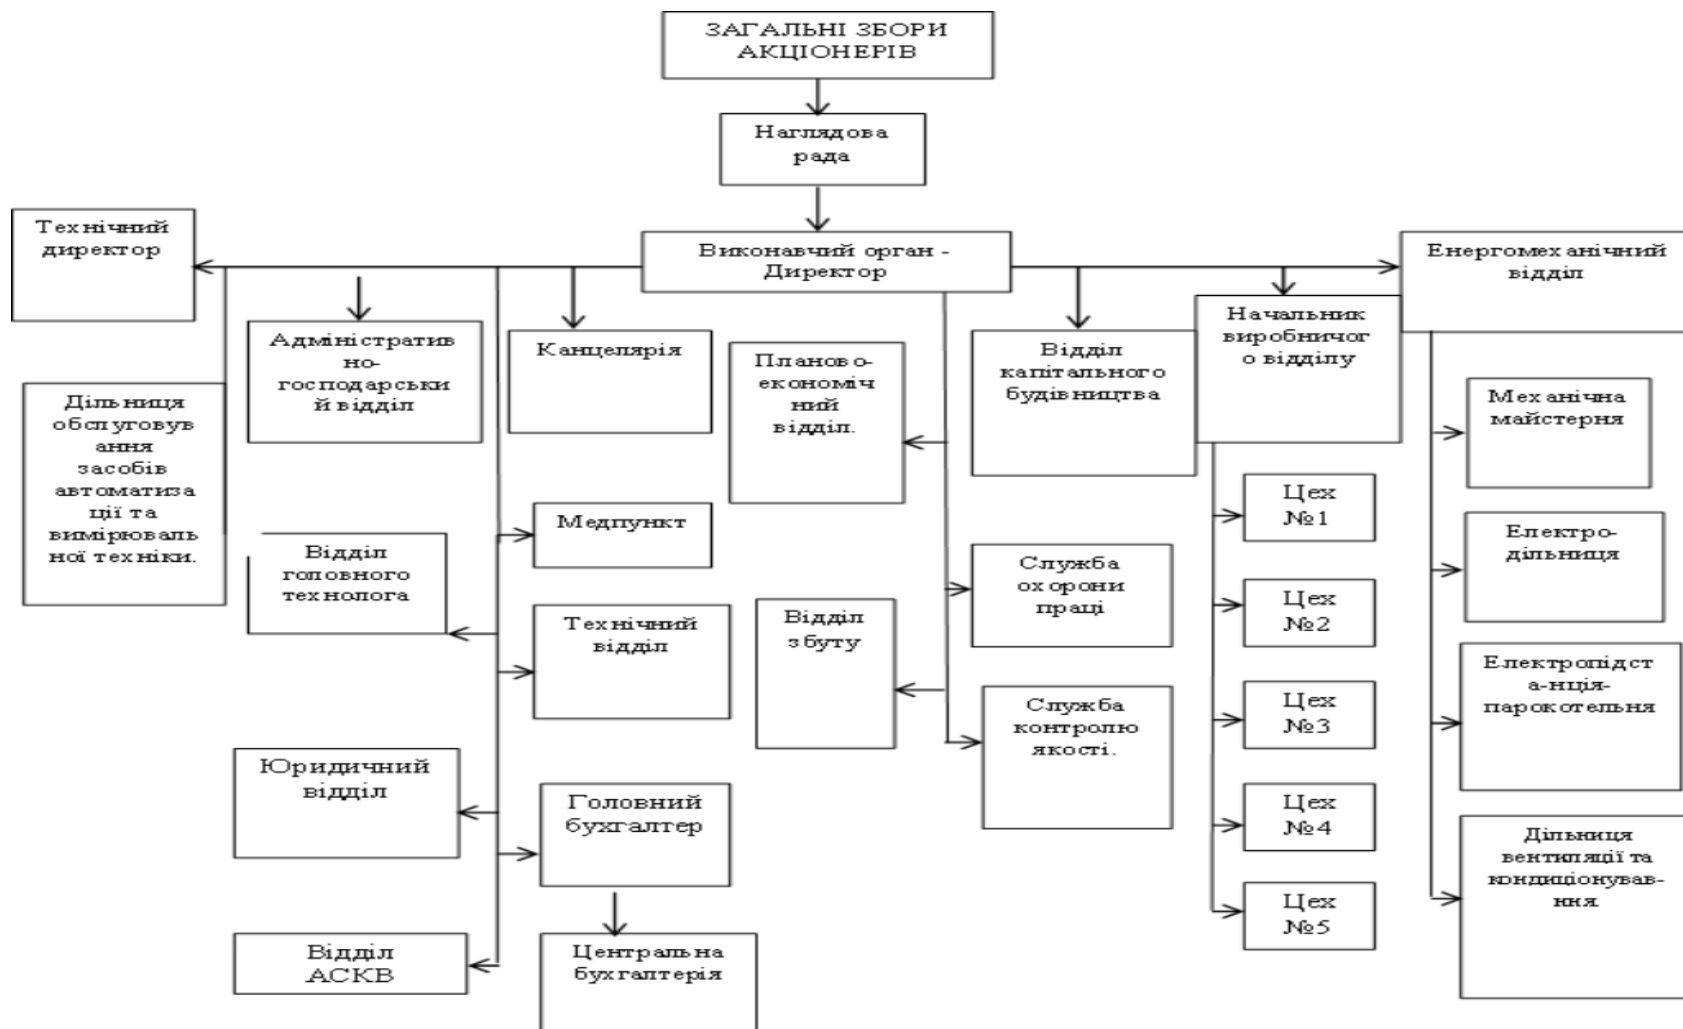 ЗАГАЛЬНІ ЗБОРИ
АКЦІОНЕРІВ
Наглядова
рада
Технічний
директор
Виконавчий орган -
Директор
Енергомеханічний
відділ
Адміністратив
но-
господарськи
й відділ
Канцелярія
Планово-
економіч
ний
відділ.
Відділ
капітального
будівництва
Начальник
виробничог
о відділу
Дільниця
обслуговув
ання
засобів
автоматиза
ції та
вимірюваль
ної техніки.
Механічна
майстерня
Цех
№1
Медпункт
Електро-
дільниця
Відділ
головного
технолога
Служба
охорони
праці
Цех
№2
Технічний
відділ
Відділ
збуту
Електропідст
а-нція-
парокотельня
Служба
контролю
якості.
Цех
№3
Юридичний
відділ
Головний
бухгалтер
Цех
№4
Дільниця
вентиляції та
кондиціонував-
ння.
Цех
№5
Відділ
АСКВ
Центральна
бухгалтерія